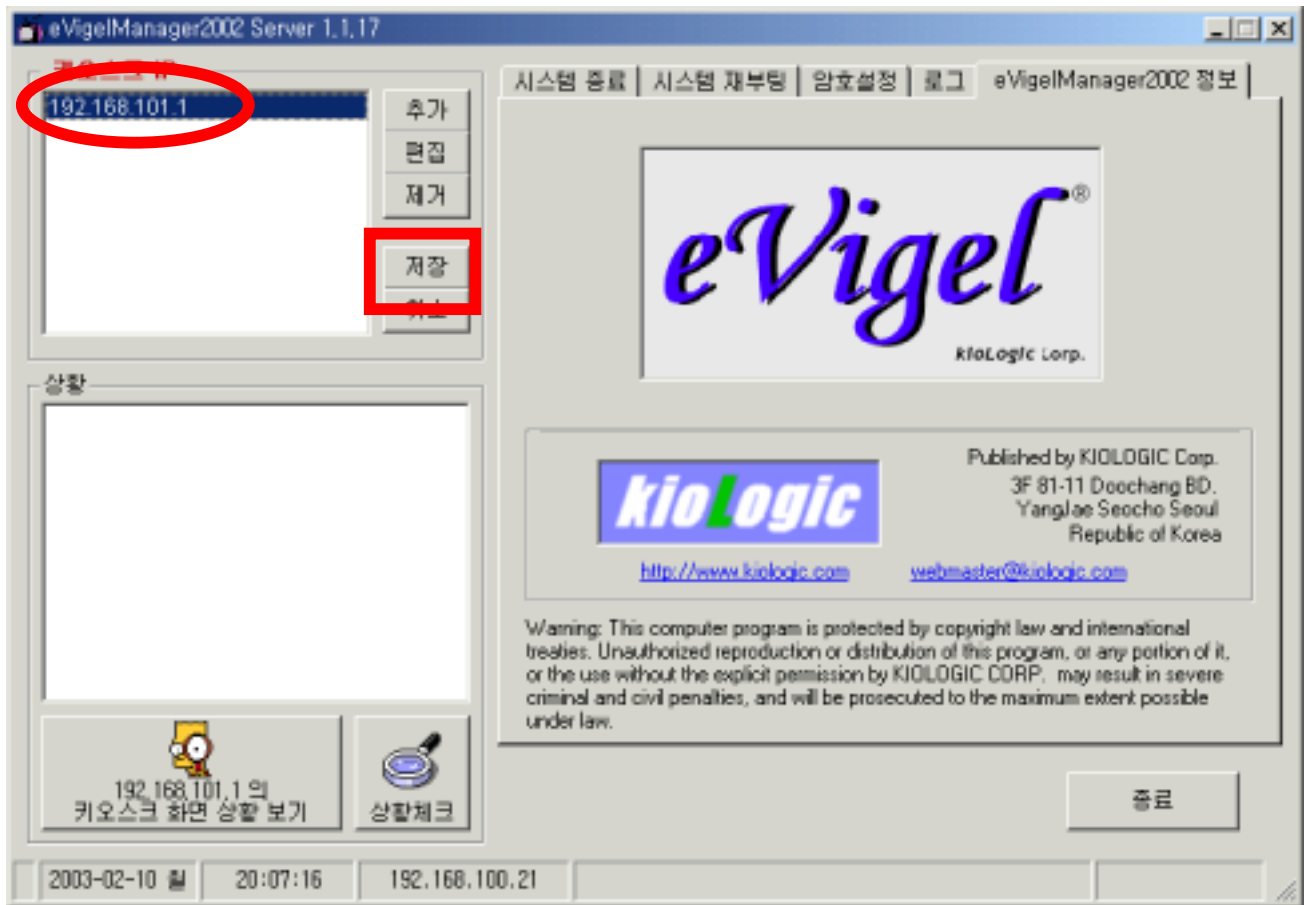 eVigelManager2002 Server 1.1.17
192.168.101.1
추가
편집
제거
저장
상황
192.168.101.1 의
키오스크 화면 상황 보기
상황체크
시스템 종료
시스템 재부팅
암호설정
로그
eVigelManager2002 정보
eVigel®
kioLogic Corp.
kioLogic
Published by KIOLOGIC Corp.
3F 81-11 Doochang BD.
YangJae Seocho Seoul
Republic of Korea
http://www.kiologic.com
webmaster@kiologic.com
Warning: This computer program is protected by copyright law and international
treaties. Unauthorized reproduction or distribution of this program, or any portion of it,
or the use without the explicit permission by KIOLOGIC CORP. may result in severe
criminal and civil penalties, and will be prosecuted to the maximum extent possible
under law.
종료
2003-02-10 월
20:07:16
192.168.100.21